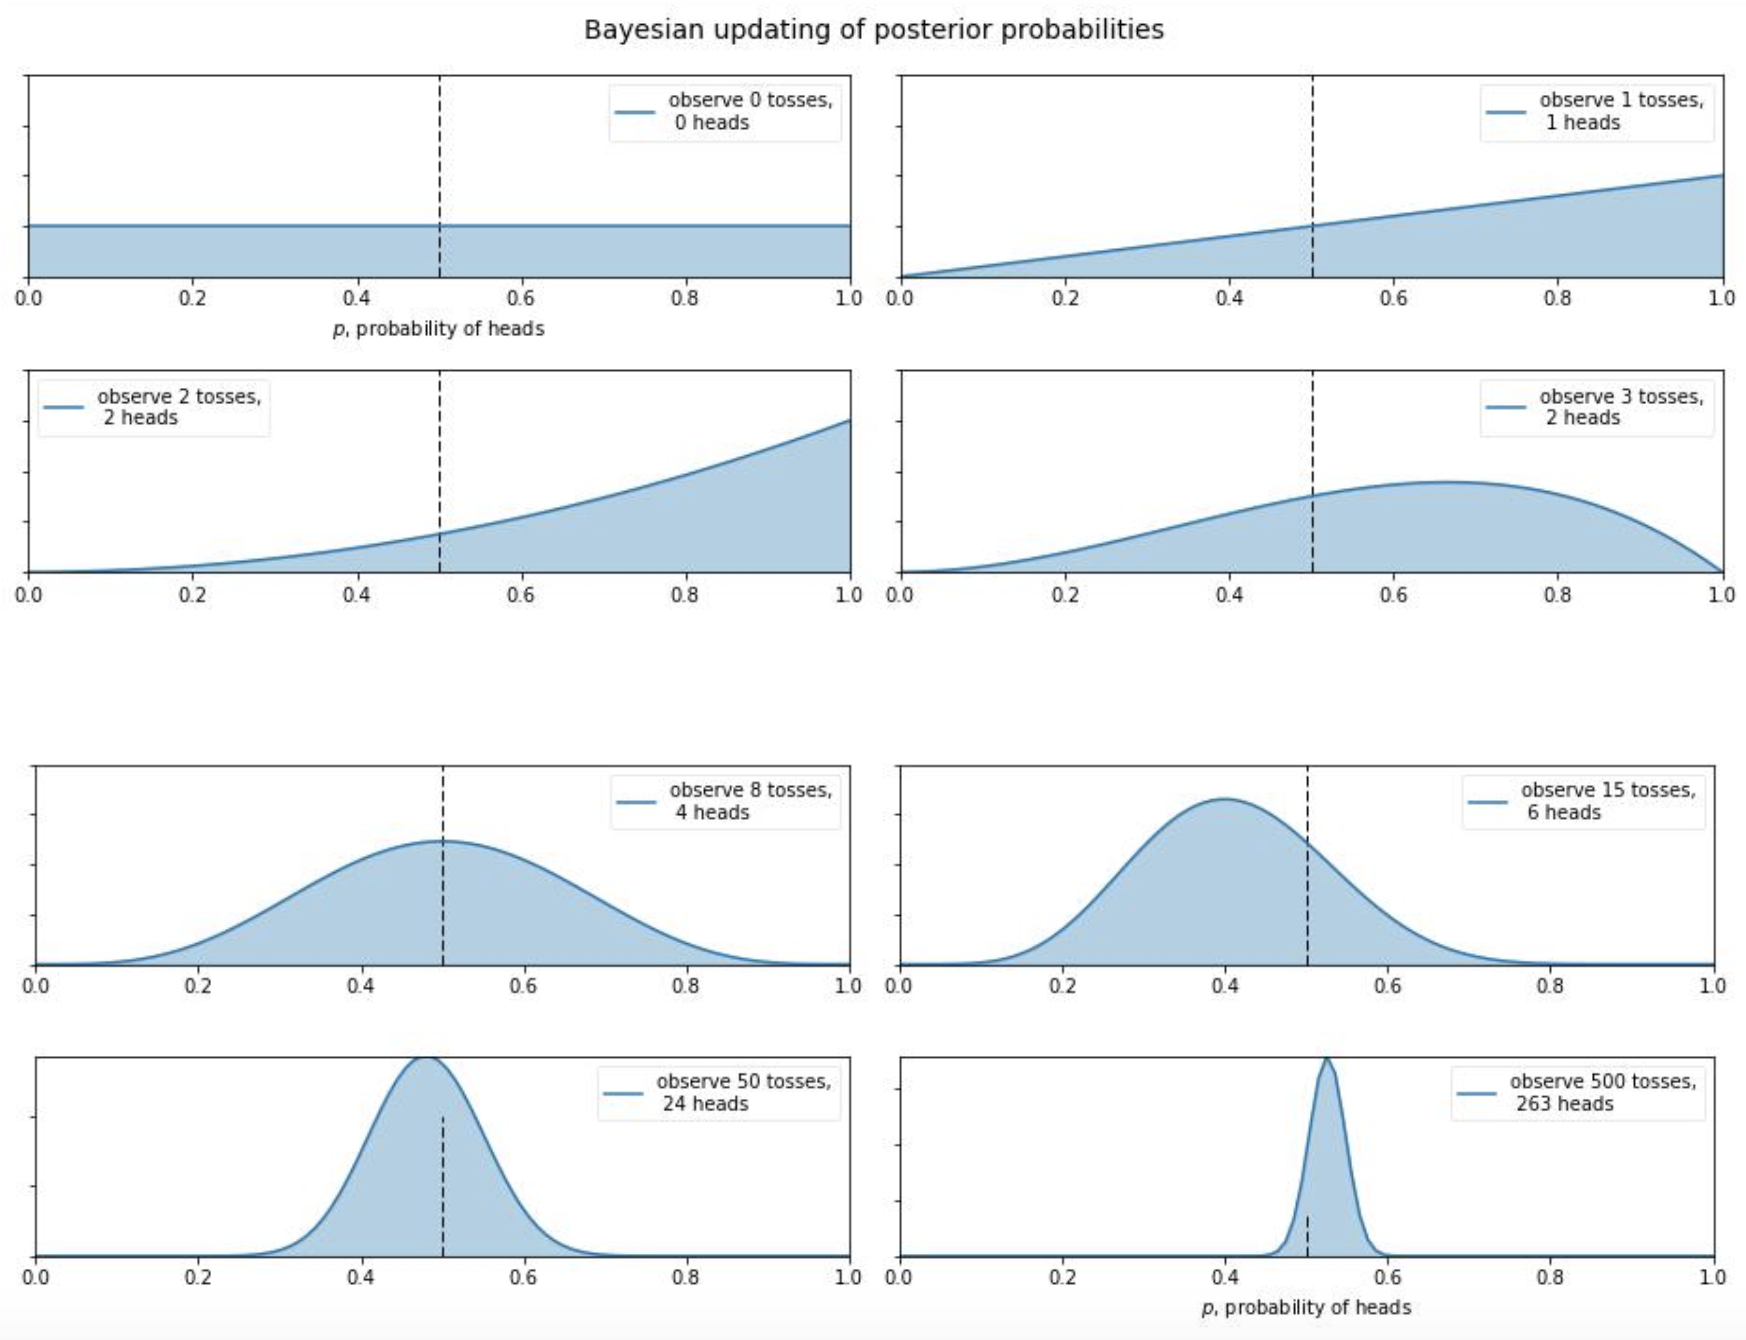 Bayesian updating of posterior probabilities
observe 0 tosses,
0 heads
0.0 0.2 0.4 0.6 0.8 1.0
p, probability of heads
observe 1 tosses,
1 heads
0.0 0.2 0.4 0.6 0.8 1.0
observe 2 tosses,
2 heads
0.0 0.2 0.4 0.6 0.8 1.0
observe 3 tosses,
2 heads
0.0 0.2 0.4 0.6 0.8 1.0
observe 8 tosses,
4 heads
0.0 0.2 0.4 0.6 0.8 1.0
observe 15 tosses,
6 heads
0.0 0.2 0.4 0.6 0.8 1.0
observe 50 tosses,
24 heads
0.0 0.2 0.4 0.6 0.8 1.0
observe 500 tosses,
263 heads
0.0 0.2 0.4 0.6 0.8 1.0
p, probability of heads